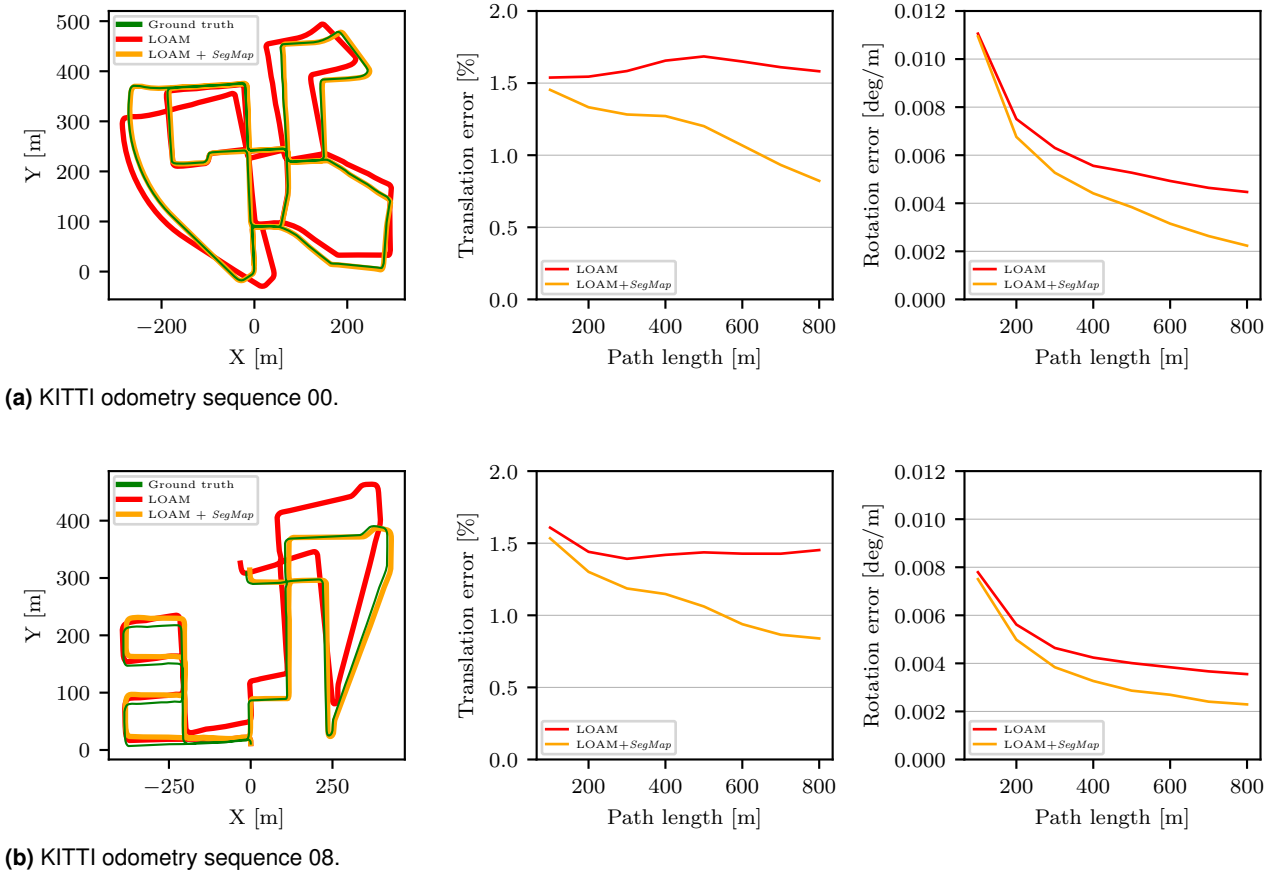 500
400
300
200
100
0
Y [m]
Ground truth
LOAM
LOAM + SegMap
−200
0
200
X [m]
2.0
1.5
1.0
0.5
0.0
Translation error [%]
LOAM
LOAM+SegMap
200
400
600
800
Path length [m]
0.012
0.010
0.008
0.006
0.004
0.002
0.000
Rotation error [deg/m]
LOAM
LOAM+SegMap
200
400
600
800
Path length [m]
(a) KITTI odometry sequence 00.
400
300
200
100
0
Y [m]
Ground truth
LOAM
LOAM + SegMap
−250
0
250
X [m]
2.0
1.5
1.0
0.5
0.0
Translation error [%]
LOAM
LOAM+SegMap
200
400
600
800
Path length [m]
0.012
0.010
0.008
0.006
0.004
0.002
0.000
Rotation error [deg/m]
LOAM
LOAM+SegMap
200
400
600
800
Path length [m]
(b) KITTI odometry sequence 08.